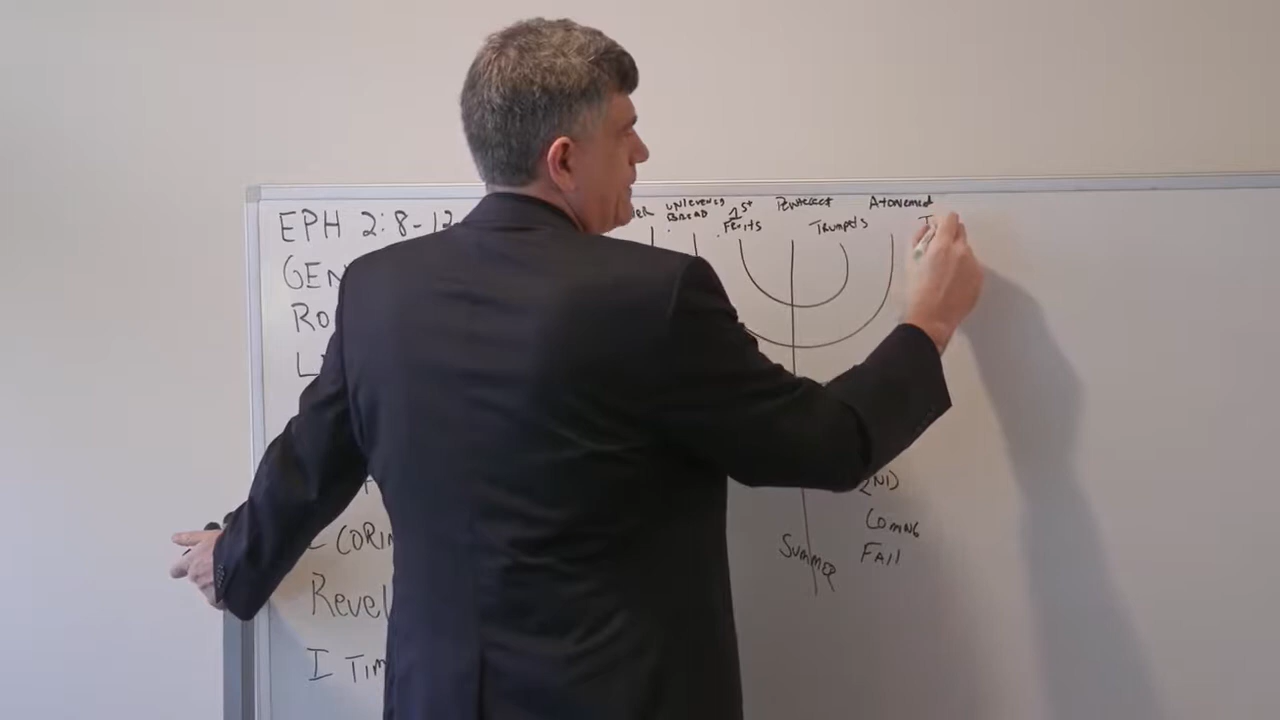 EPH 2:8-12
GEN
RO
L
CORIN
Revel
I TIM
UNLEVENED
BREAD
1st
Fruits
Pentecost
Trumpets
Atonement
T
2ND
Coming
Fall
Summer